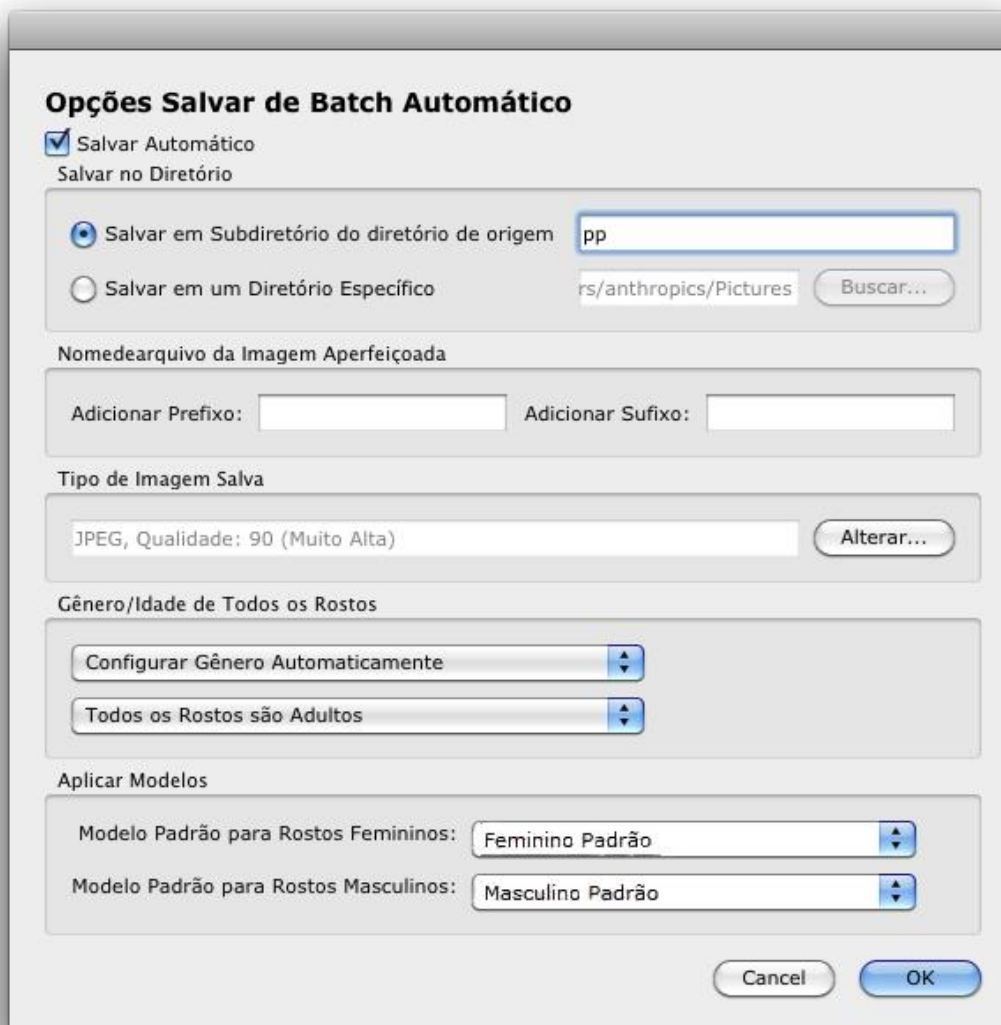 Opções Salvar de Batch Automático
Salvar Automático
Salvar no Diretório
Salvar em Subdiretório do diretório de origem pp
Salvar em um Diretório Específico rs/anthropics/Pictures Buscar...
Nomedearquivo da Imagem Aperfeiçoada
Adicionar Prefixo: Adicionar Sufixo:
Tipo de Imagem Salva
JPEG, Qualidade: 90 (Muito Alta) Alterar...
Gênero/Idade de Todos os Rostos
Configurar Gênero Automaticamente
Todos os Rostos são Adultos
Aplicar Modelos
Modelo Padrão para Rostos Femininos: Feminino Padrão
Modelo Padrão para Rostos Masculinos: Masculino Padrão
Cancel OK